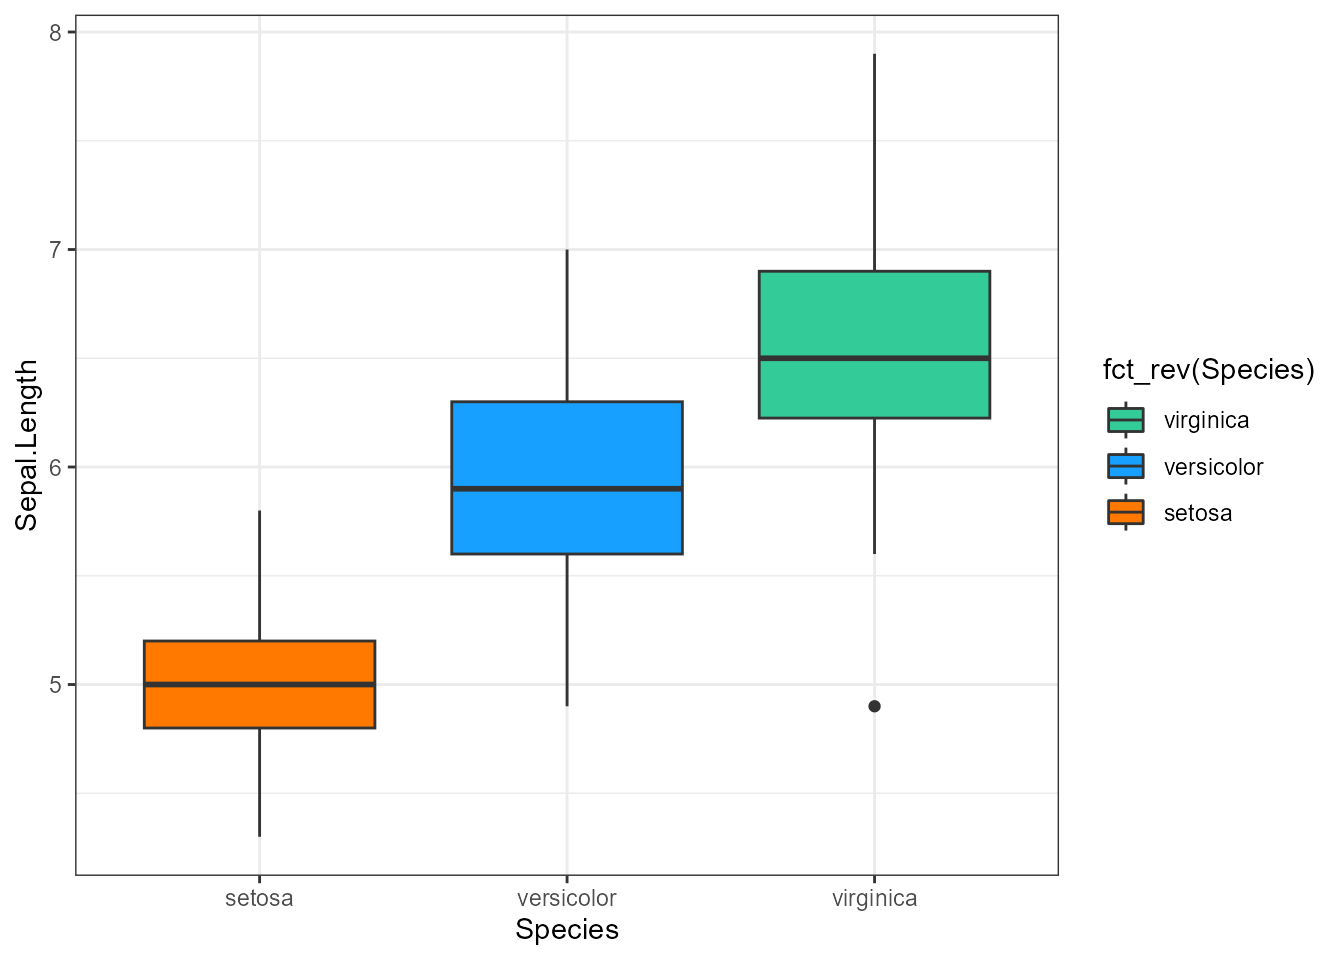 8
7
6
5
Sepal.Length
setosa
versicolor
virginica
Species
fct_rev(Species)
virginica
versicolor
setosa